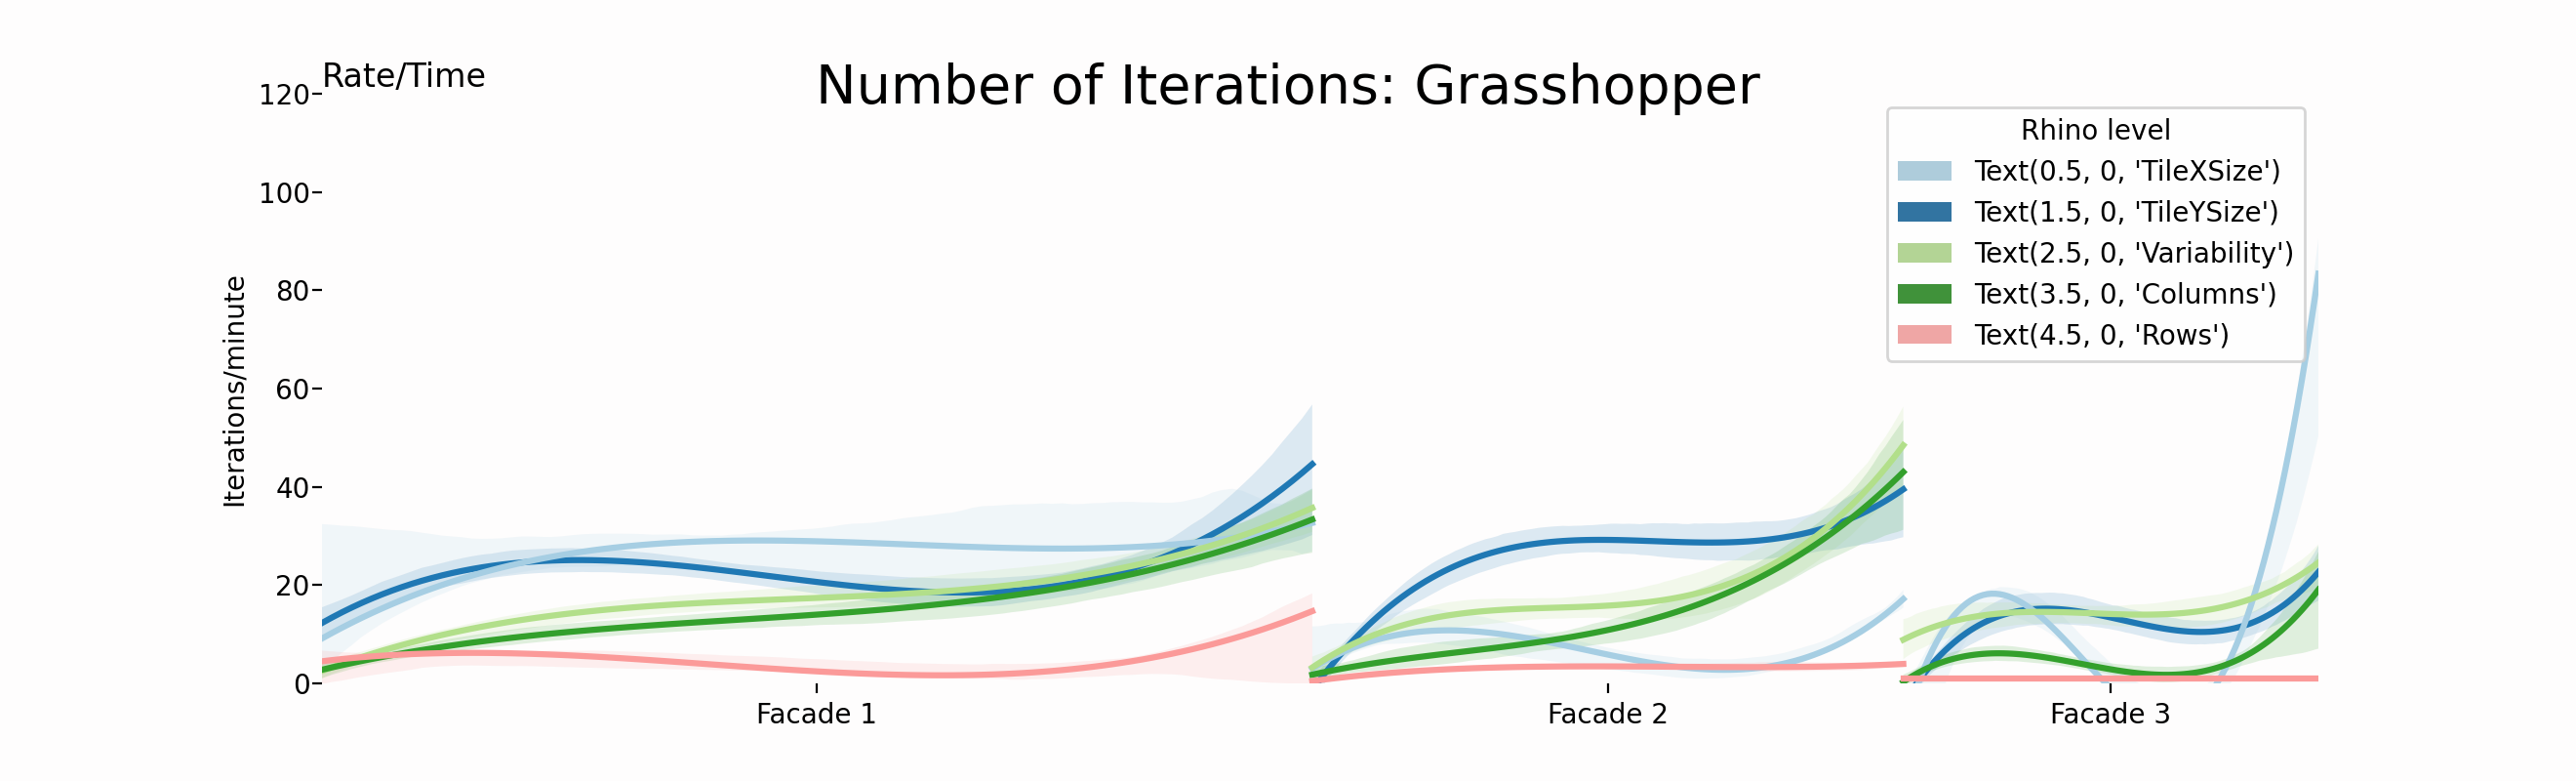 Rate/Time
Number of Iterations: Grasshopper
120
100
80
60
40
20
0
Iterations/minute
Rhino level
Text(0.5, 0, 'TileXSize')
Text(1.5, 0, 'TileYSize')
Text(2.5, 0, 'Variability')
Text(3.5, 0, 'Columns')
Text(4.5, 0, 'Rows')
Facade 1
Facade 2
Facade 3